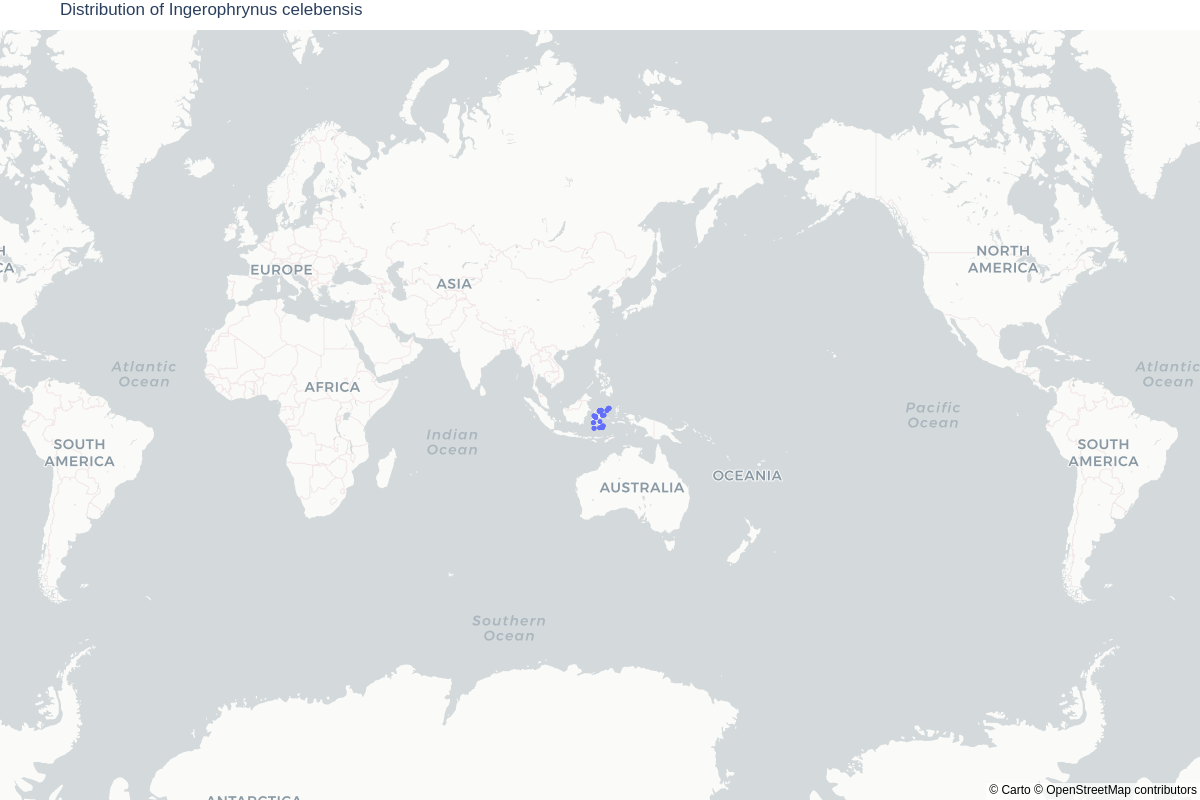 Distribution of Ingerophrynus celebensis
H
CA
NORTH
AMERICA
EUROPE
ASIA
Atlantic
Ocean
Atlantic
Ocean
AFRICA
Pacific
Ocean
Indian
Ocean
SOUTH
AMERICA
SOUTH
AMERICA
OCEANIA
AUSTRALIA
Southern
Ocean
ANTARCTICA
© Carto © OpenStreetMap contributors